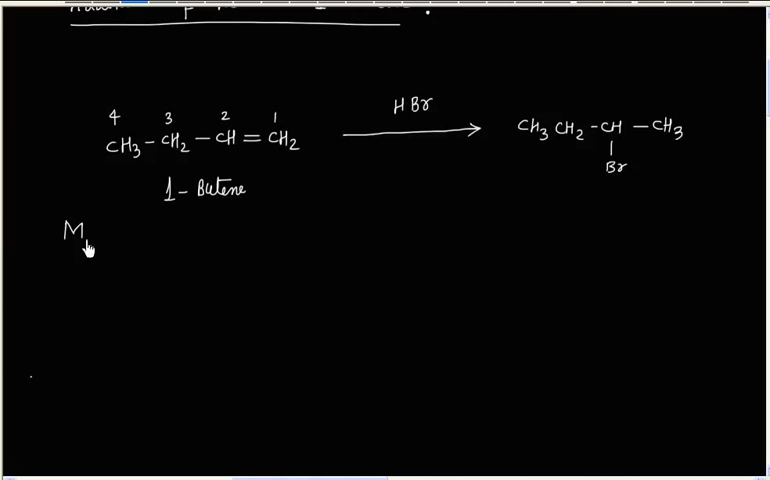 HBr
4 3 2 1
CH3 - CH2 - CH = CH2 → CH3 CH2 - CH - CH3
Br
1 - Butene
M